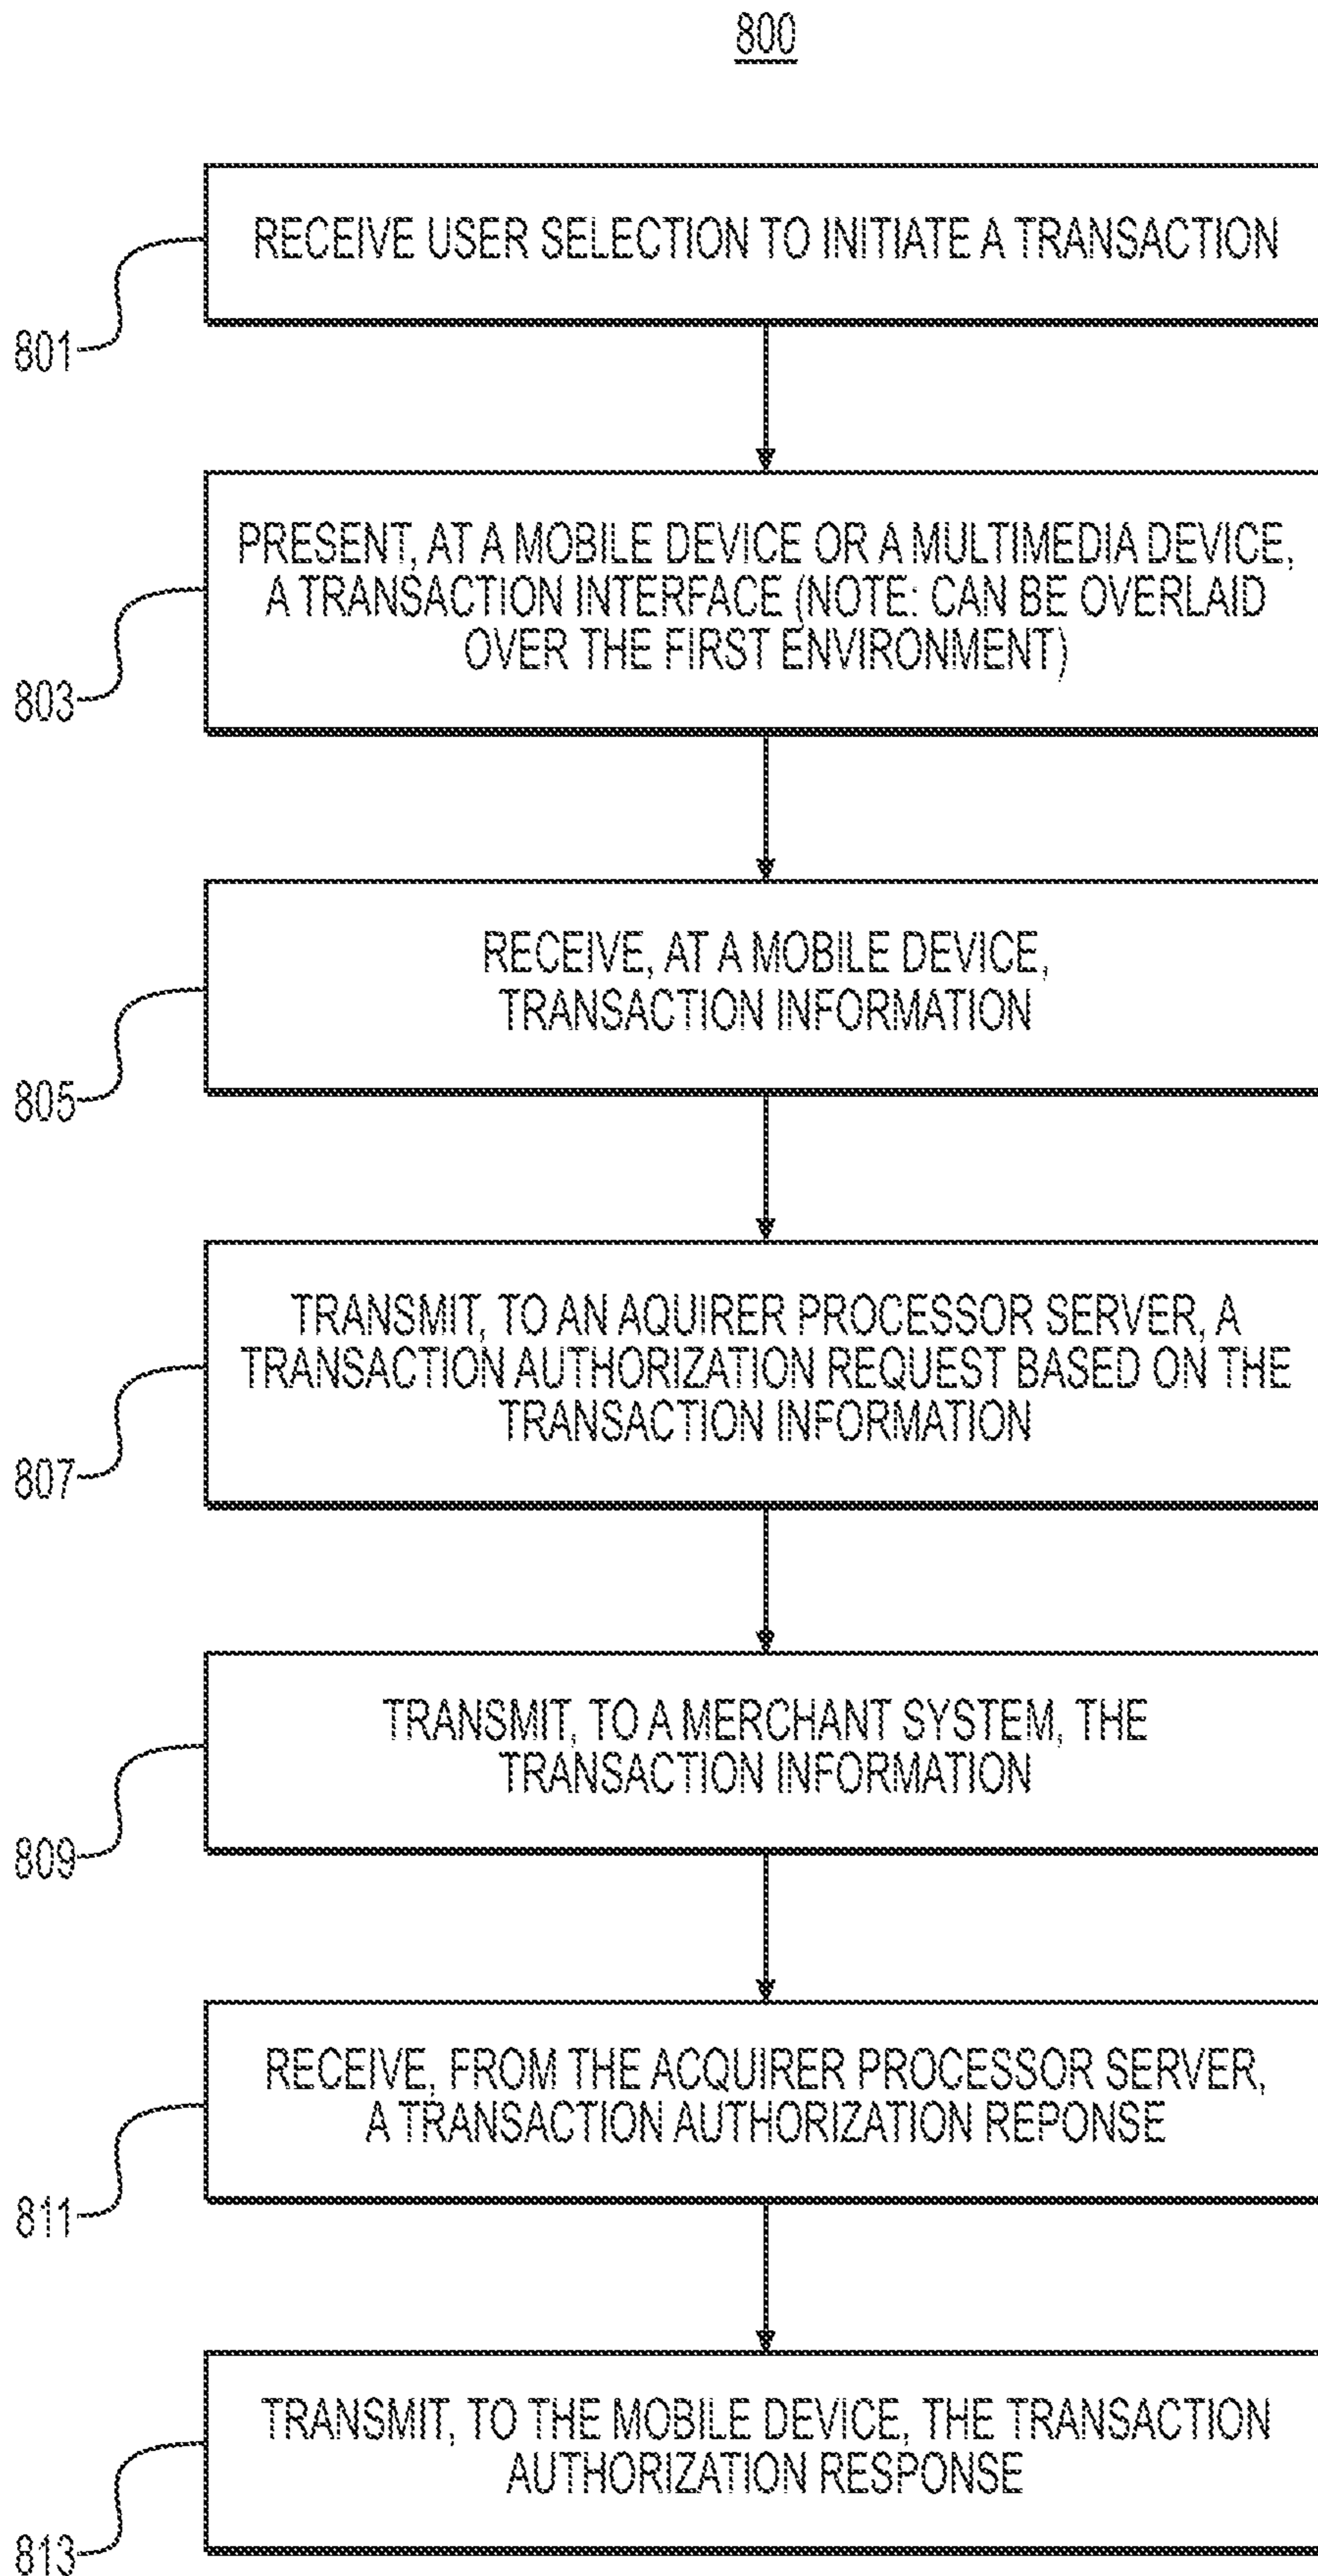 800
RECEIVE USER SELECTION TO INITIATE A TRANSACTION
801
PRESENT, AT A MOBILE DEVICE OR A MULTIMEDIA DEVICE,
A TRANSACTION INTERFACE (NOTE: CAN BE OVERLAID
OVER THE FIRST ENVIRONMENT)
803
RECEIVE, AT A MOBILE DEVICE,
TRANSACTION INFORMATION
805
TRANSMIT, TO AN AQUIRER PROCESSOR SERVER, A
TRANSACTION AUTHORIZATION REQUEST BASED ON THE
TRANSACTION INFORMATION
807
TRANSMIT, TO A MERCHANT SYSTEM, THE
TRANSACTION INFORMATION
809
RECEIVE, FROM THE ACQUIRER PROCESSOR SERVER,
A TRANSACTION AUTHORIZATION REPONSE
811
TRANSMIT, TO THE MOBILE DEVICE, THE TRANSACTION
AUTHORIZATION RESPONSE
813